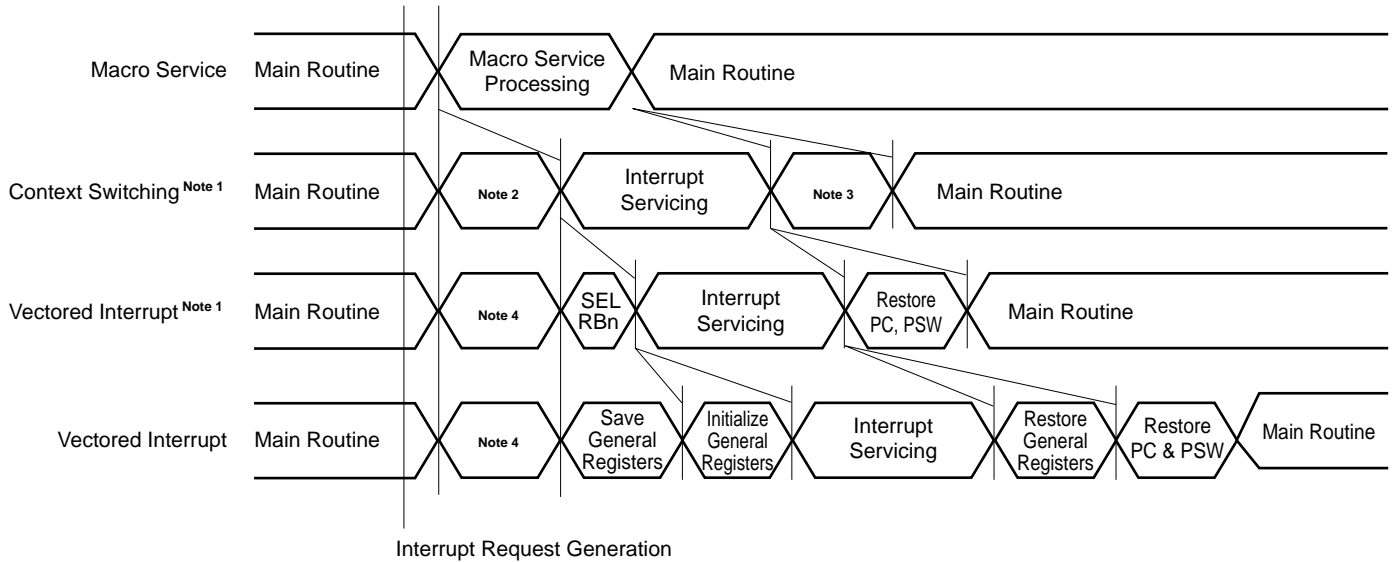 Macro Service
Main Routine
Macro Service
Processing
Main Routine
Context Switching Note 1
Main Routine
Note 2
Interrupt
Servicing
Note 3
Main Routine
Vectored Interrupt Note 1
Main Routine
Note 4
SEL
RBn
Interrupt
Servicing
Restore
PC, PSW
Main Routine
Vectored Interrupt
Main Routine
Note 4
Save
General
Registers
Initialize
General
Registers
Interrupt
Servicing
Restore
General
Registers
Restore
PC & PSW
Main Routine
Interrupt Request Generation